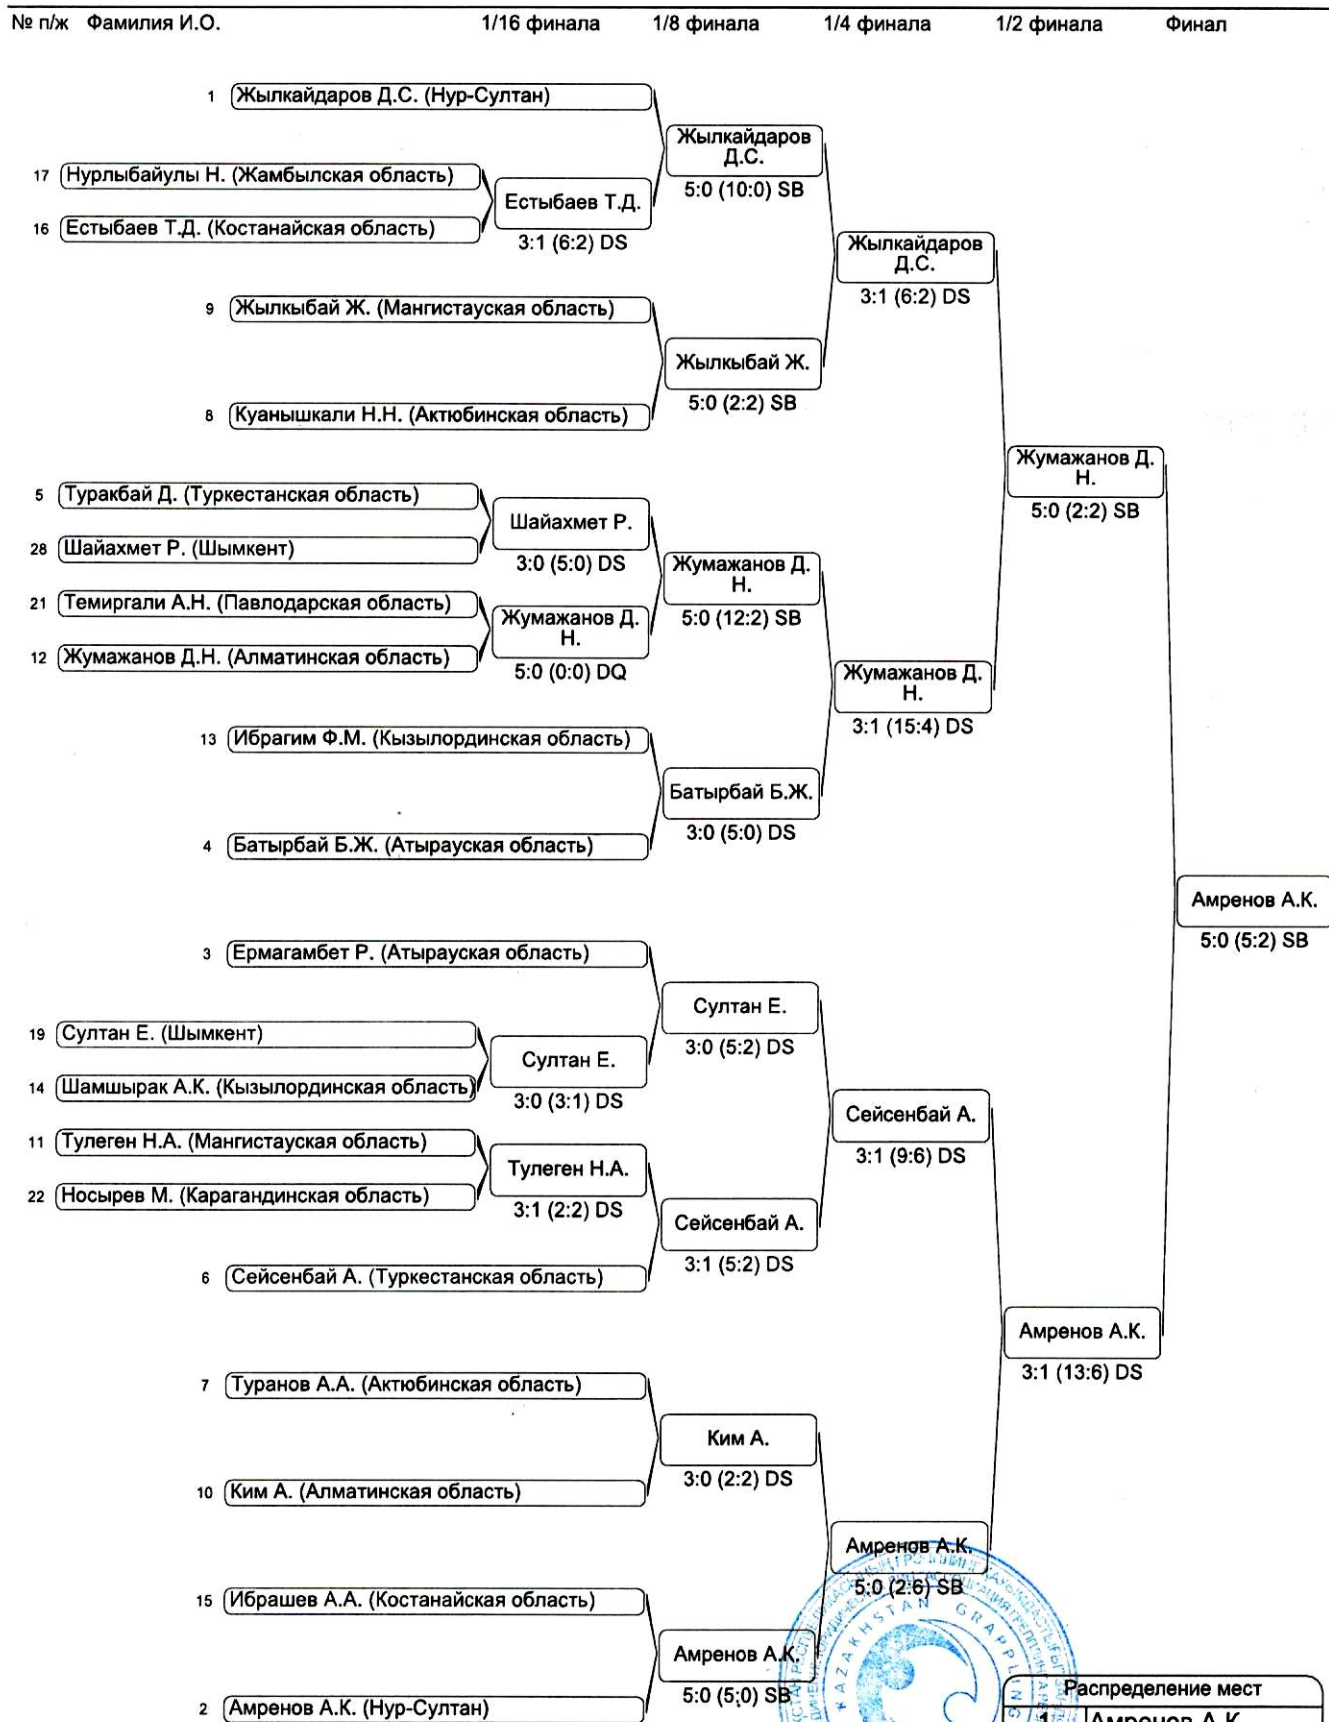 № п/ж Фамилия И.О. 1/16 финала 1/8 финала 1/4 финала 1/2 финала Финал
1 Жылкайдаров Д.С. (Нур-Султан)
Жылкайдаров
Д.С.
5:0 (10:0) SB
17 Нурлыбайулы Н. (Жамбылская область)
Естыбаев Т.Д.
3:1 (6:2) DS
16 Естыбаев Т.Д. (Костанайская область)
Жылкайдаров
Д.С.
3:1 (6:2) DS
9 Жылкыбай Ж. (Мангистауская область)
Жылкыбай Ж.
5:0 (2:2) SB
8 Куанышкали Н.Н. (Актюбинская область)
Жумажанов Д.
Н.
5:0 (2:2) SB
5 Туракбай Д. (Туркестанская область)
Шайахмет Р.
3:0 (5:0) DS
28 Шайахмет Р. (Шымкент)
Жумажанов Д.
Н.
5:0 (12:2) SB
21 Темиргали А.Н. (Павлодарская область)
Жумажанов Д.
Н.
5:0 (0:0) DQ
12 Жумажанов Д.Н. (Алматинская область)
Жумажанов Д.
Н.
3:1 (15:4) DS
13 Ибрагим Ф.М. (Кызылординская область)
Батырбай Б.Ж.
3:0 (5:0) DS
4 Батырбай Б.Ж. (Атырауская область)
Амренов А.К.
5:0 (5:2) SB
3 Ермагамбет Р. (Атырауская область)
Султан Е.
3:0 (5:2) DS
19 Султан Е. (Шымкент)
Султан Е.
3:0 (3:1) DS
14 Шамшырак А.К. (Кызылординская область)
Сейсенбай А.
3:1 (9:6) DS
11 Тулеген Н.А. (Мангистауская область)
Тулеген Н.А.
3:1 (2:2) DS
22 Носырев М. (Карагандинская область)
Сейсенбай А.
3:1 (5:2) DS
6 Сейсенбай А. (Туркестанская область)
Амренов А.К.
3:1 (13:6) DS
7 Туранов А.А. (Актюбинская область)
Ким А.
3:0 (2:2) DS
10 Ким А. (Алматинская область)
Амренов А.К.
5:0 (2:6) SB
15 Ибрашев А.А. (Костанайская область)
Амренов А.К.
5:0 (5:0) SB
2 Амренов А.К. (Нур-Султан)
KAZAKHSTAN GRAPPLING
Распределение мест
1 Амренов А.К.